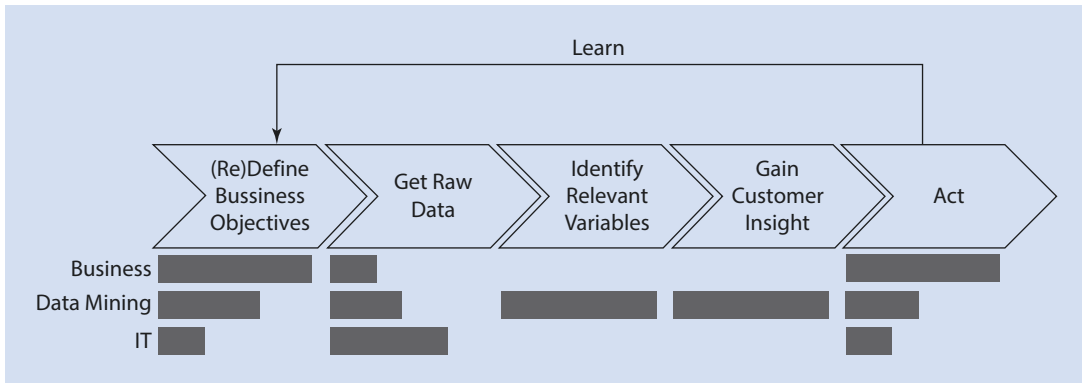 Learn
(Re)Define
Bussiness
Objectives
Get Raw
Data
Identify
Relevant
Variables
Gain
Customer
Insight
Act
Business
Data Mining
IT